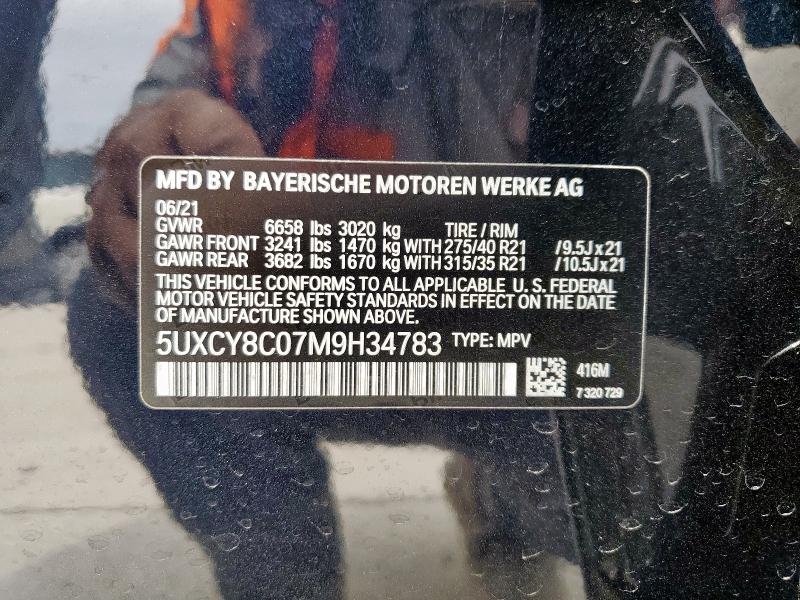 MFD BY BAYERISCHE MOTOREN WERKE AG
06/21
GVWR 6658 lbs 3020 kg TIRE / RIM
GAWR FRONT 3241 lbs 1470 kg WITH 275/40 R21 /9.5Jx21
GAWR REAR 3682 lbs 1670 kg WITH 315/35 R21 /10.5Jx21
THIS VEHICLE CONFORMS TO ALL APPLICABLE U. S. FEDERAL
MOTOR VEHICLE SAFETY STANDARDS IN EFFECT ON THE DATE
OF MANUFACTURE SHOWN ABOVE.
5UXCY8C07M9H34783 TYPE: MPV
416M
7 320 729